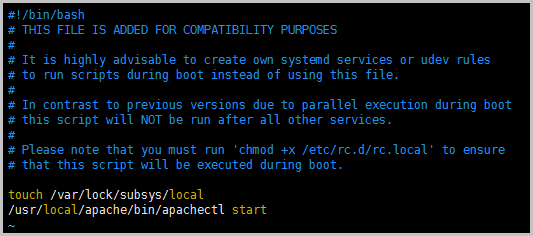 #!/bin/bash
# THIS FILE IS ADDED FOR COMPATIBILITY PURPOSES
#
# It is highly advisable to create own systemd services or udev rules
# to run scripts during boot instead of using this file.
#
# In contrast to previous versions due to parallel execution during boot
# this script will NOT be run after all other services.
#
# Please note that you must run 'chmod +x /etc/rc.d/rc.local' to ensure
# that this script will be executed during boot.

touch /var/lock/subsys/local
/usr/local/apache/bin/apachectl start
~